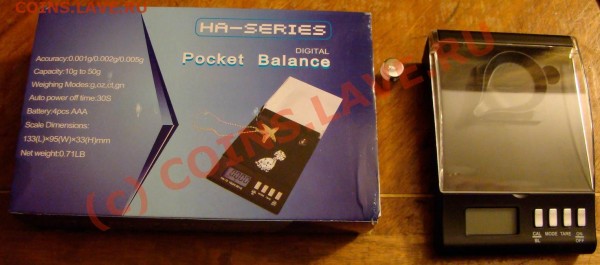 COINS.LAVE.RU
HA-SERIES
DIGITAL
Pocket Balance
Accuracy:0.001g/0.002g/0.005g
Capacity:10g to 50g
Weighing Modes:g,oz,ct,gn
Auto power off time:30S
Battery:4pcs AAA
Scale Dimensions:
133(L)×95(W)×33(H)mm
Net weight:0.71LB
(c) COINS.LAVE.RU
CAL MODE TARE ON
BL OFF